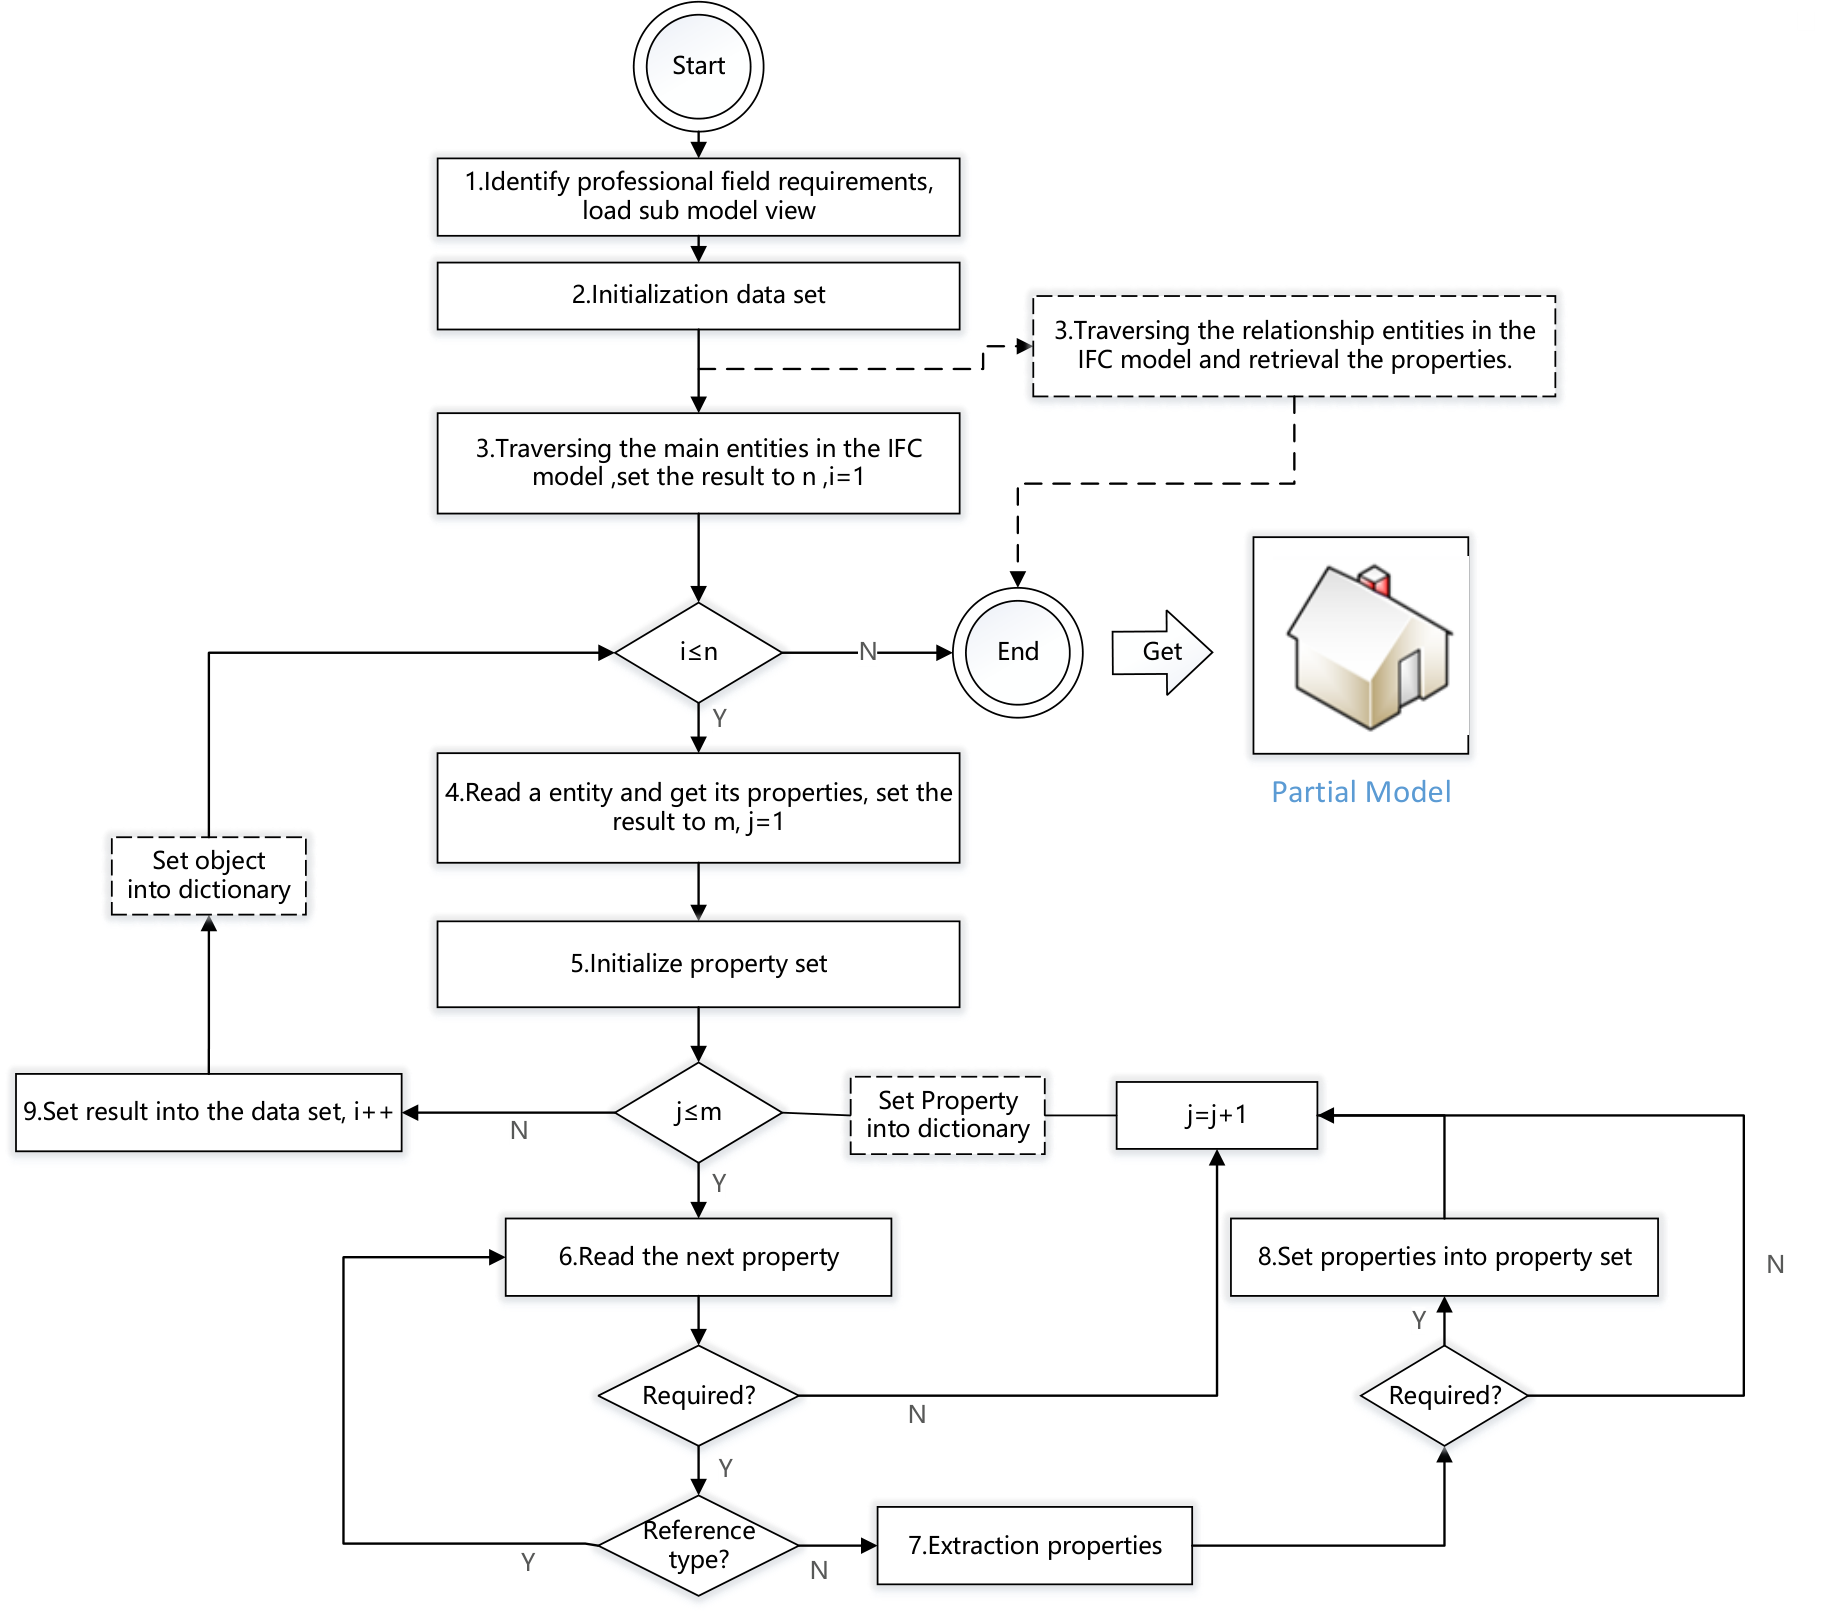 Start
1.Identify professional field requirements,
load sub model view
2.Initialization data set
3.Traversing the relationship entities in the
IFC model and retrieval the properties.
3.Traversing the main entities in the IFC
model ,set the result to n ,i=1
i≤n
N
End
Get
Y
Partial Model
4.Read a entity and get its properties, set the
result to m, j=1
Set object
into dictionary
5.Initialize property set
9.Set result into the data set, i++
N
j≤m
Set Property
into dictionary
j=j+1
Y
6.Read the next property
8.Set properties into property set
N
Y
Required?
N
Required?
Y
Reference
type?
Y
N
7.Extraction properties